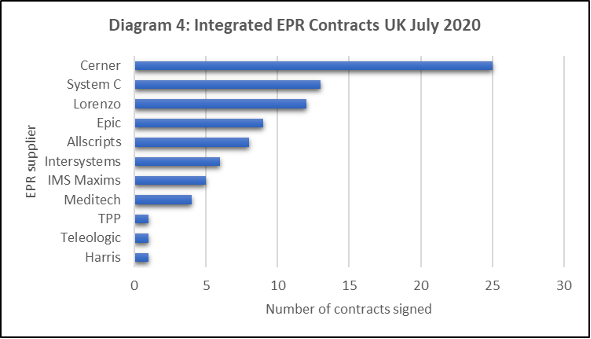 Diagram 4: Integrated EPR Contracts UK July 2020
EPR supplier
Cerner
System C
Lorenzo
Epic
Allscripts
Intersystems
IMS Maxims
Meditech
TPP
Teleologic
Harris
0 5 10 15 20 25 30
Number of contracts signed